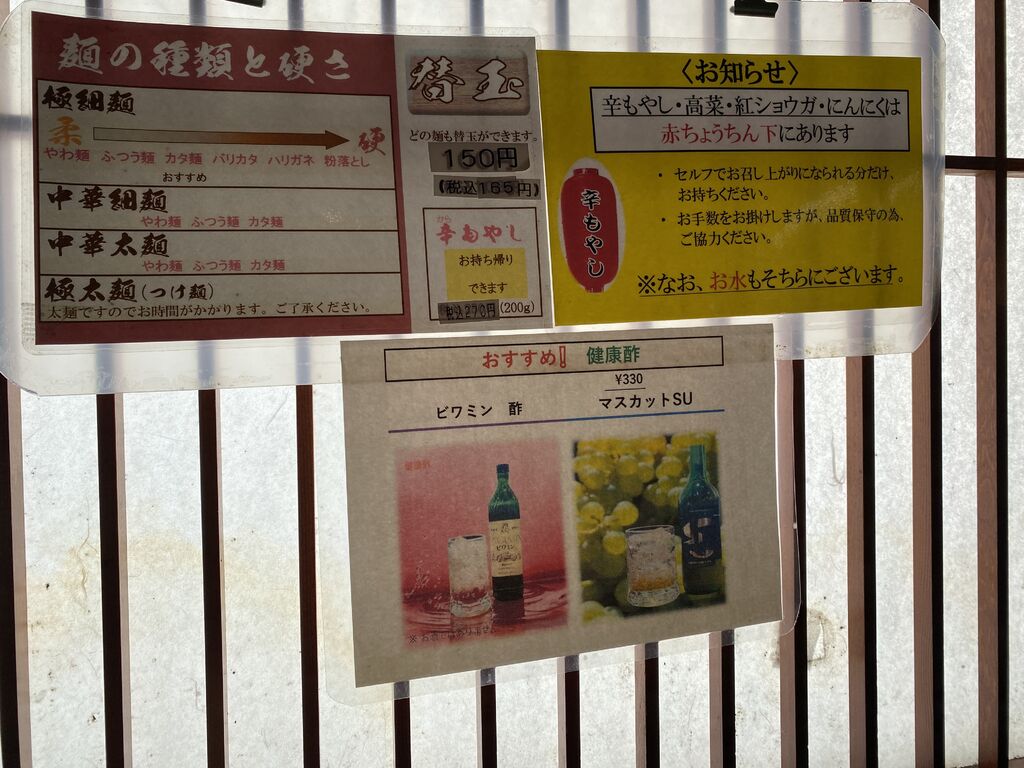 麺の種類と硬さ
極細麺
柔 硬
やわ麺 ふつう麺 カタ麺 バリカタ ハリガネ 粉落とし
おすすめ
中華細麺
やわ麺 ふつう麺 カタ麺
中華太麺
やわ麺 ふつう麺 カタ麺
極太麺(つけ麺)
太麺ですのでお時間がかかります。ご了承ください。
替玉
どの麺も替玉ができます。
150円
(税込165円)
から
辛もやし
お持ち帰り
できます
税込270円(200g)
〈お知らせ〉
辛もやし・高菜・紅ショウガ・にんにくは
赤ちょうちん下にあります
辛もやし
・ セルフでお召し上がりになられる分だけ、
お持ちください。
・ お手数をお掛けしますが、品質保守の為、
ご協力ください。
※なお、お水もそちらにございます。
おすすめ! 健康酢
¥330
ビワミン 酢 マスカットSU
健康酢
ビワミン